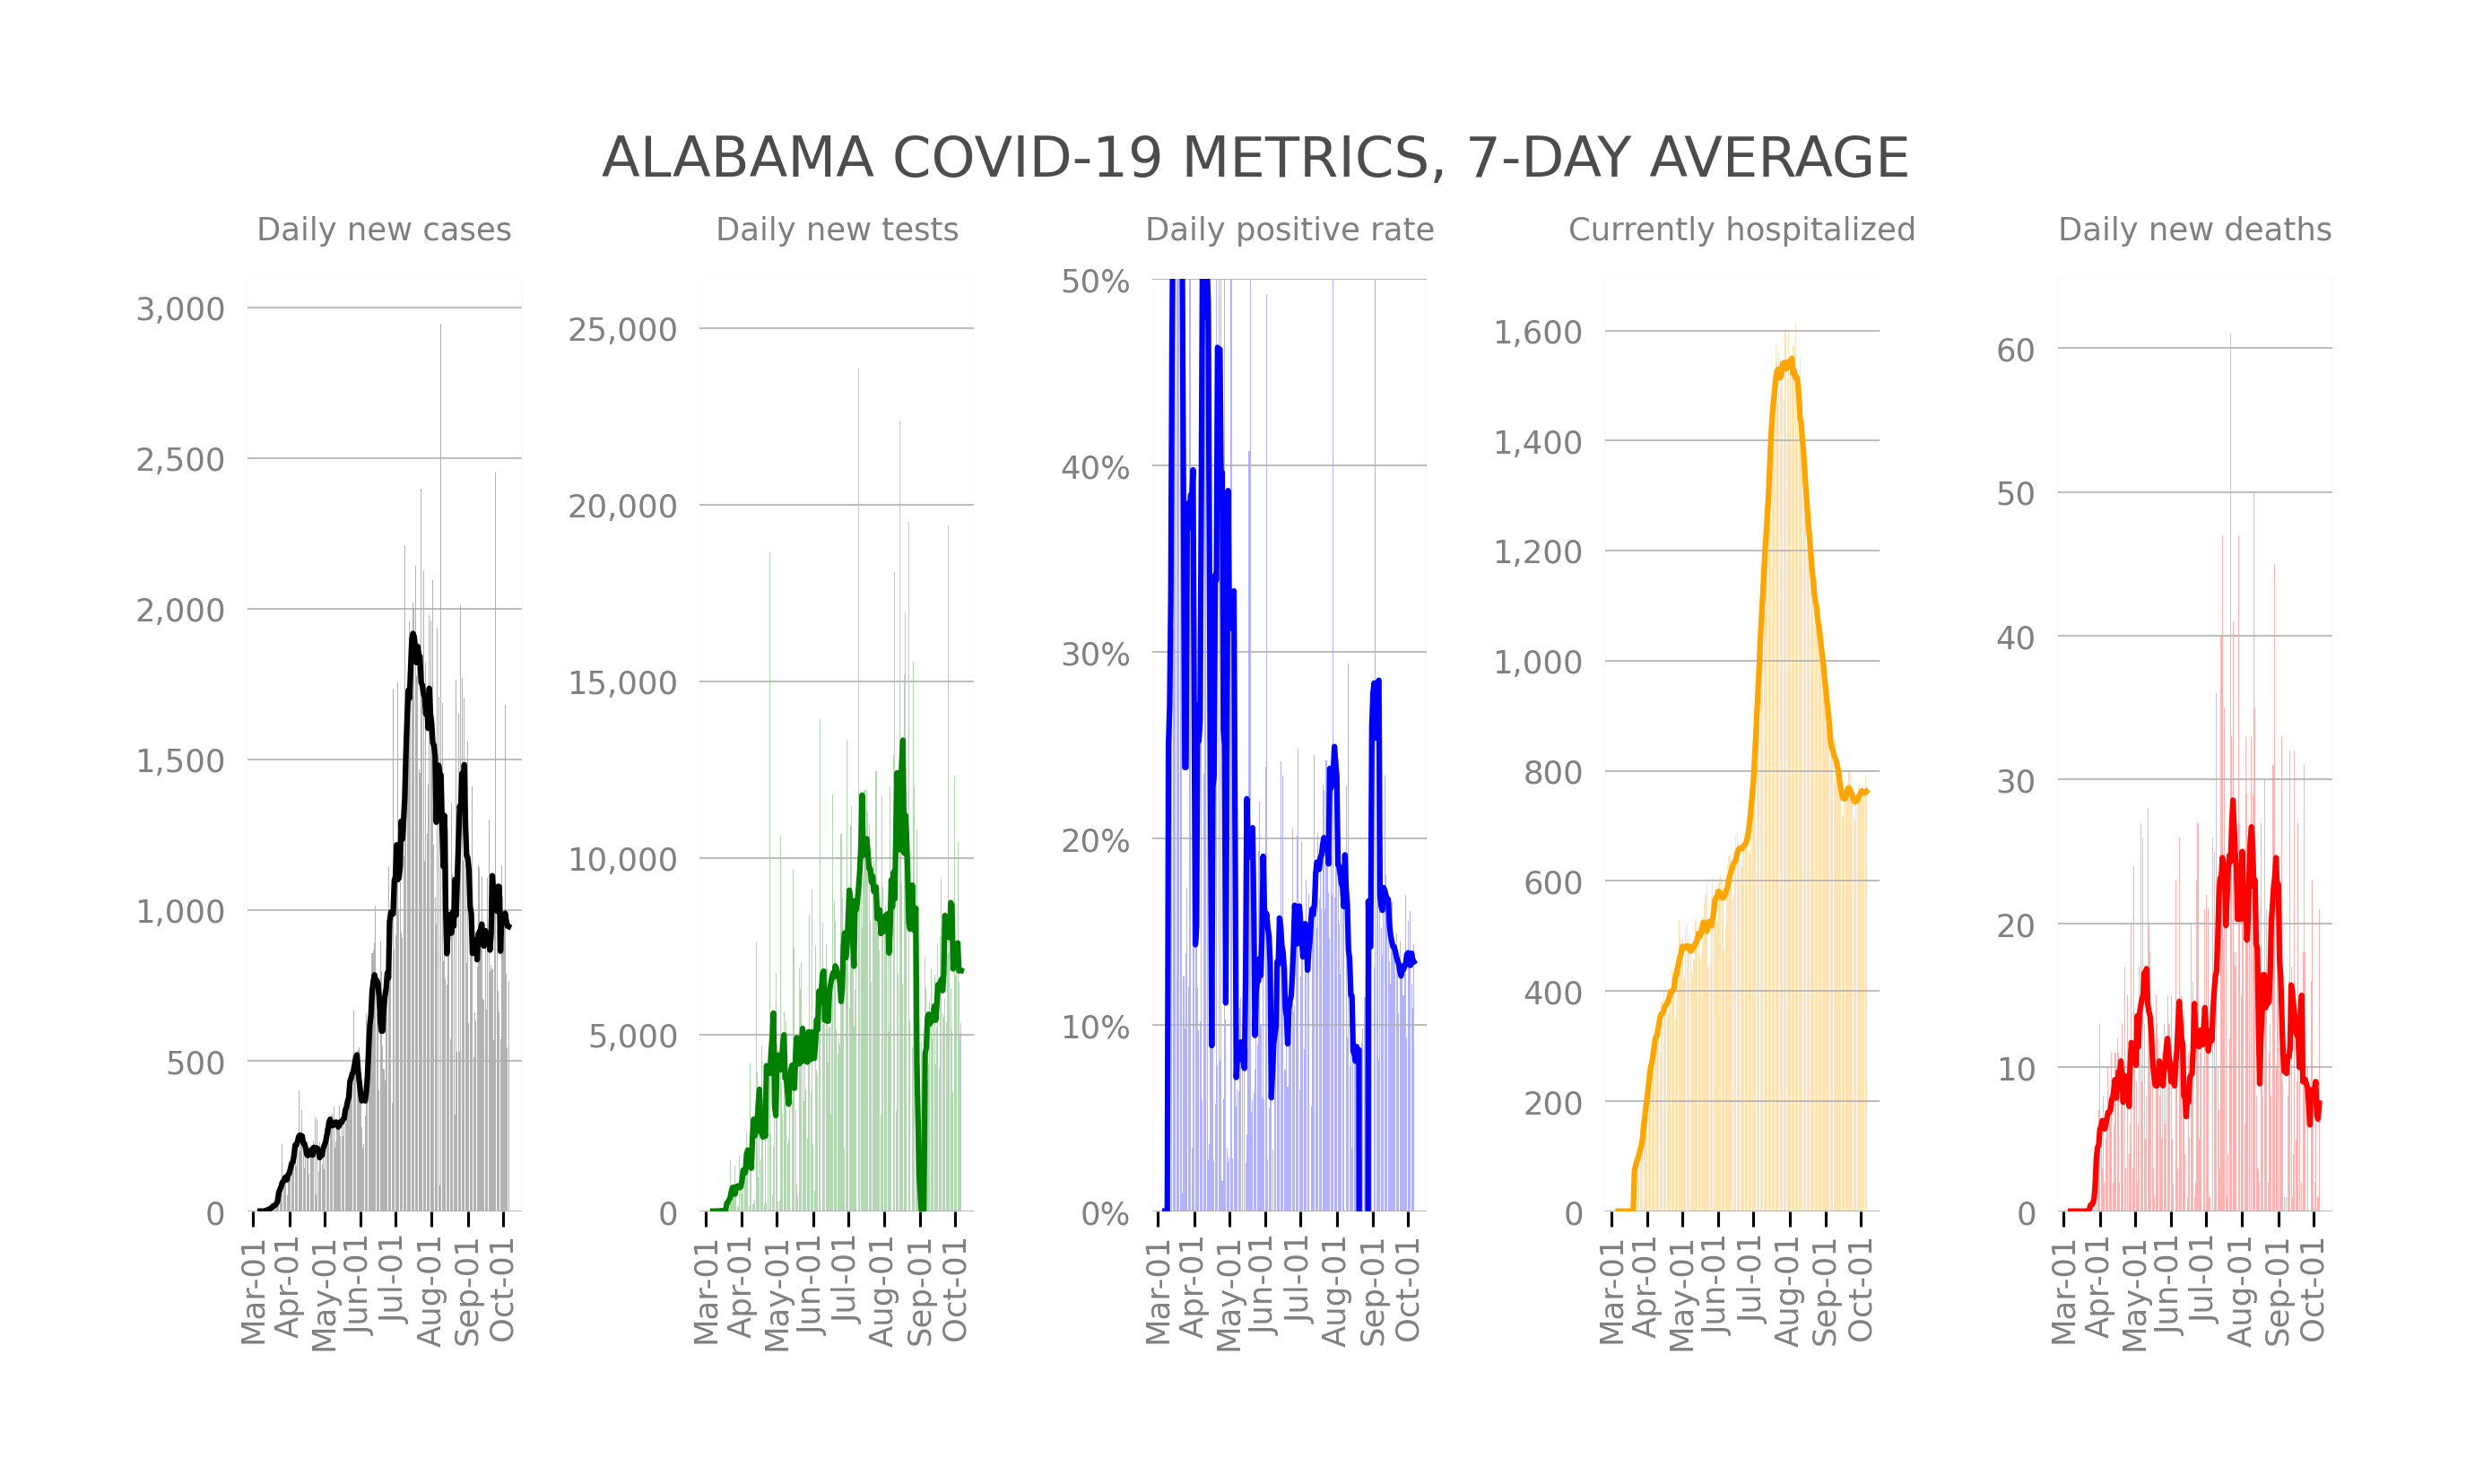 ALABAMA COVID-19 METRICS, 7-DAY AVERAGE
Daily new cases
3,000
2,500
2,000
1,500
1,000
500
0
Mar-01
Apr-01
May-01
Jun-01
Jul-01
Aug-01
Sep-01
Oct-01
Daily new tests
25,000
20,000
15,000
10,000
5,000
0
Mar-01
Apr-01
May-01
Jun-01
Jul-01
Aug-01
Sep-01
Oct-01
Daily positive rate
50%
40%
30%
20%
10%
0%
Mar-01
Apr-01
May-01
Jun-01
Jul-01
Aug-01
Sep-01
Oct-01
Currently hospitalized
1,600
1,400
1,200
1,000
800
600
400
200
0
Mar-01
Apr-01
May-01
Jun-01
Jul-01
Aug-01
Sep-01
Oct-01
Daily new deaths
60
50
40
30
20
10
0
Mar-01
Apr-01
May-01
Jun-01
Jul-01
Aug-01
Sep-01
Oct-01